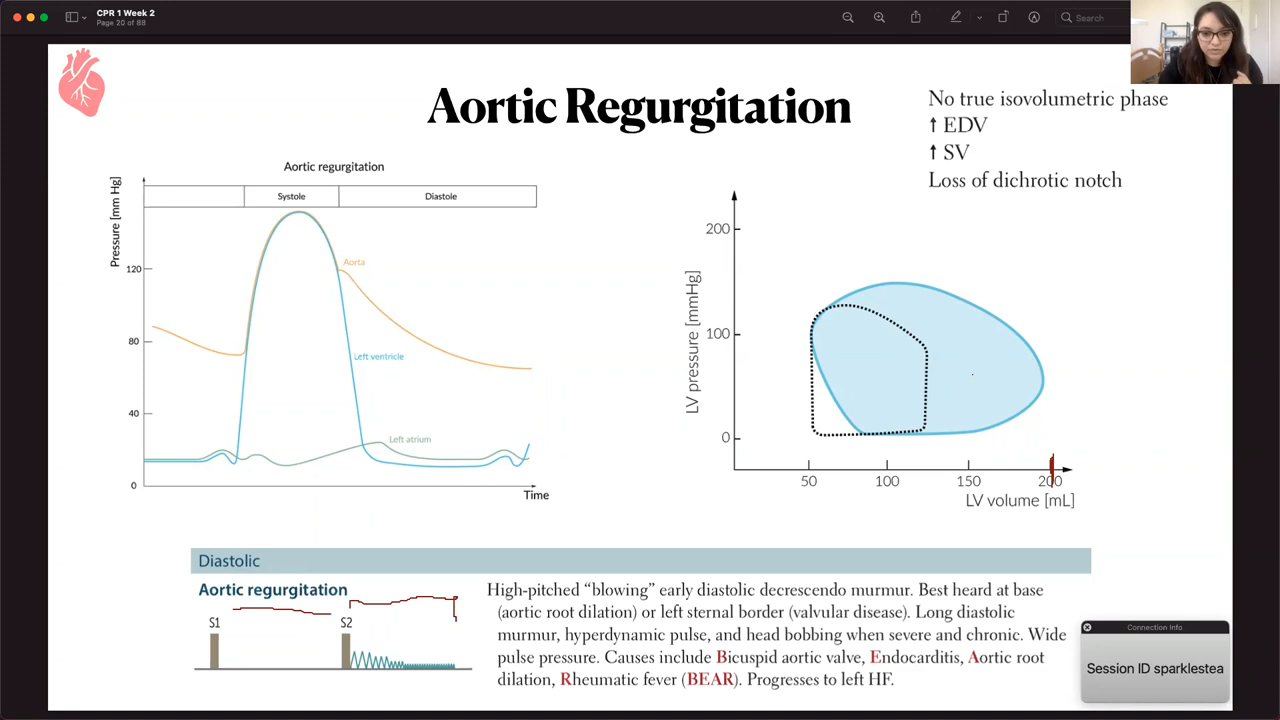 CPR 1 Week 2
Page 20 of 88
Search
Aortic Regurgitation
No true isovolumetric phase
↑ EDV
↑ SV
Loss of dichrotic notch
Aortic regurgitation
Pressure [mm Hg]
Systole
Diastole
120
80
40
0
Aorta
Left ventricle
Left atrium
Time
LV pressure [mmHg]
200
100
0
50
100
150
200
LV volume [mL]
Diastolic
Aortic regurgitation
S1
S2
High-pitched “blowing” early diastolic decrescendo murmur. Best heard at base
(aortic root dilation) or left sternal border (valvular disease). Long diastolic
murmur, hyperdynamic pulse, and head bobbing when severe and chronic. Wide
pulse pressure. Causes include Bicuspid aortic valve, Endocarditis, Aortic root
dilation, Rheumatic fever (BEAR). Progresses to left HF.
Connection Info
Session ID sparklestea